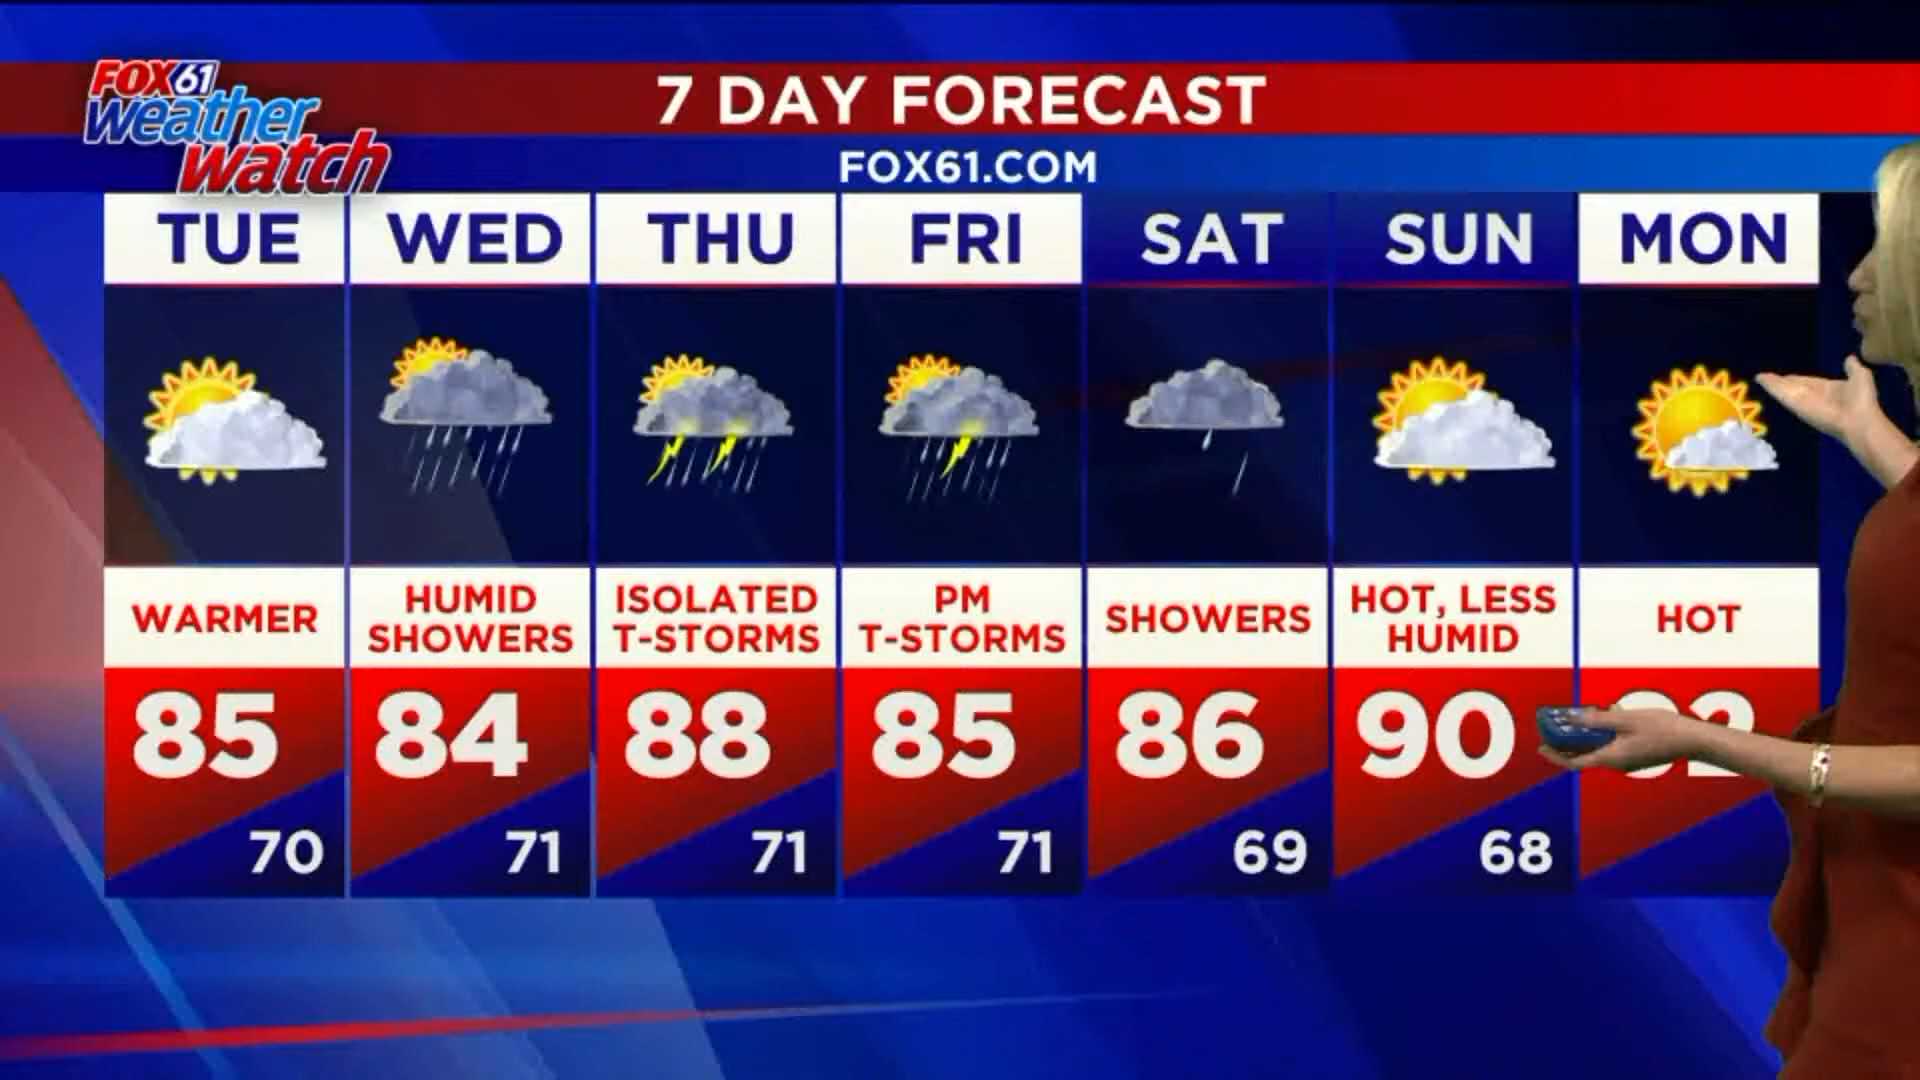 FOX61
weather
watch
7 DAY FORECAST
FOX61.COM
TUE WED THU FRI SAT SUN MON
WARMER
HUMID
SHOWERS
ISOLATED
T-STORMS
PM
T-STORMS
SHOWERS
HOT, LESS
HUMID
HOT
85 84 88 85 86 90
70 71 71 71 69 68